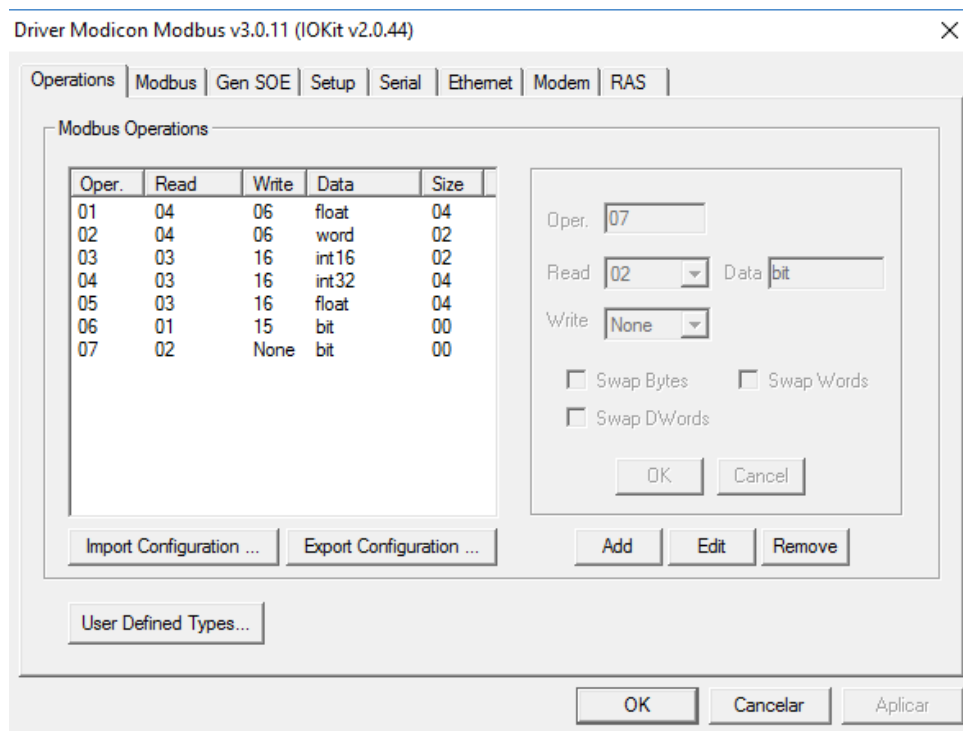 Driver Modicon Modbus v3.0.11 (IOKit v2.0.44)
Operations Modbus Gen SOE Setup Serial Ethernet Modem RAS
Modbus Operations
Oper. Read Write Data Size
01 04 06 float 04
02 04 06 word 02
03 03 16 int16 02
04 03 16 int32 04
05 03 16 float 04
06 01 15 bit 00
07 02 None bit 00
Oper. 07
Read 02 Data bit
Write None
Swap Bytes Swap Words
Swap DWords
OK Cancel
Import Configuration ... Export Configuration ... Add Edit Remove
User Defined Types...
OK Cancelar Aplicar